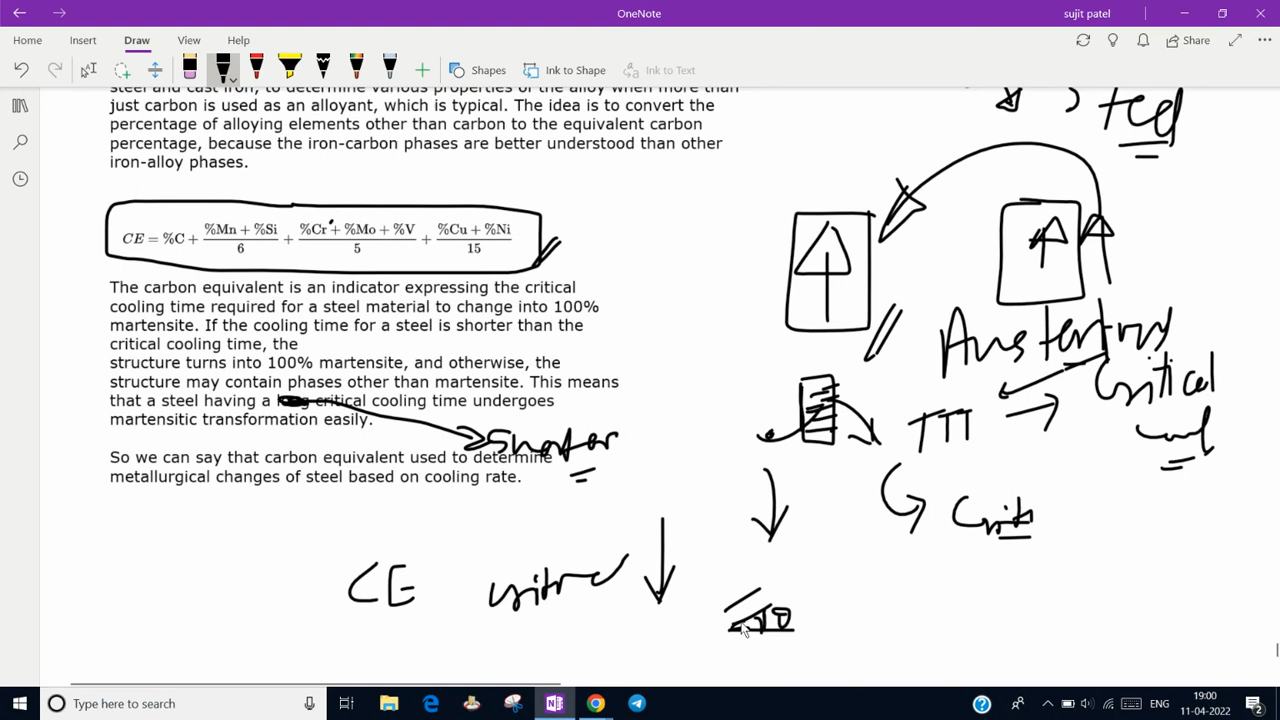 OneNote
sujit patel
Home Insert Draw View Help
Share
Shapes Ink to Shape Ink to Text
steel and cast iron, to determine various properties of the alloy when more than
just carbon is used as an alloyant, which is typical. The idea is to convert the
percentage of alloying elements other than carbon to the equivalent carbon
percentage, because the iron-carbon phases are better understood than other
iron-alloy phases.
CE = %C + (%Mn + %Si)/6 + (%Cr + %Mo + %V)/5 + (%Cu + %Ni)/15
The carbon equivalent is an indicator expressing the critical
cooling time required for a steel material to change into 100%
martensite. If the cooling time for a steel is shorter than the
critical cooling time, the
structure turns into 100% martensite, and otherwise, the
structure may contain phases other than martensite. This means
that a steel having a critical cooling time undergoes
martensitic transformation easily.
Shorter
So we can say that carbon equivalent used to determine
metallurgical changes of steel based on cooling rate.
TTT
Critical
Criti
CE
Type here to search
ENG
19:00
11-04-2022
2